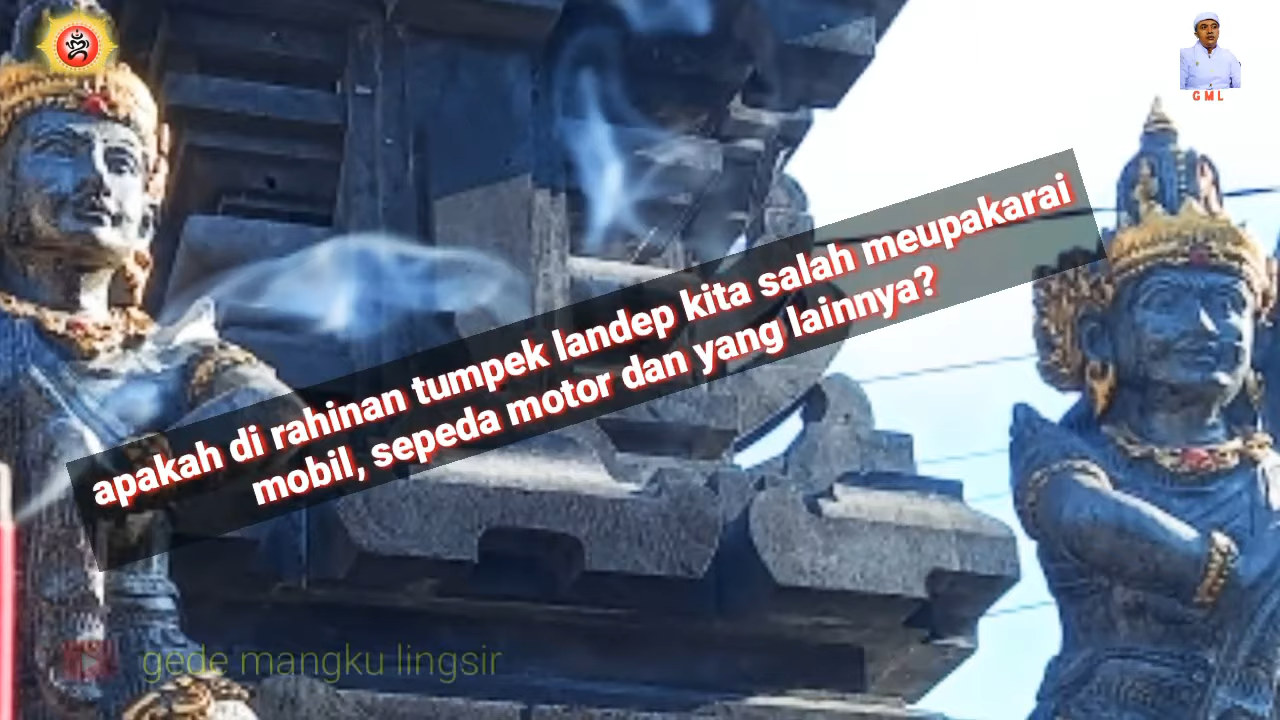 GML
apakah di rahinan tumpek landep kita salah meupakarai
mobil, sepeda motor dan yang lainnya?
gede mangku lingsir